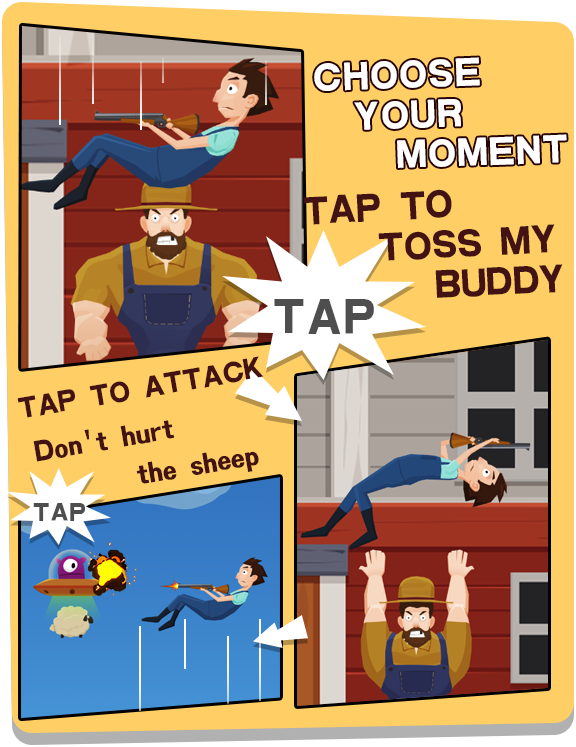 CHOOSE
YOUR
MOMENT
TAP TO
TOSS MY
BUDDY
TAP
TAP TO ATTACK
Don't hurt
the sheep
TAP